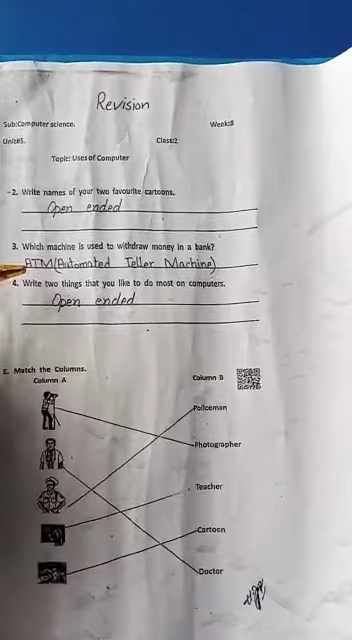 Revision
Sub:Computer science. Week:8
Unit#5. Class:2
Topic: Uses of Computer
2. Write names of your two favourite cartoons.
Open ended
3. Which machine is used to withdraw money in a bank?
ATM(Automated Teller Machine)
4. Write two things that you like to do most on computers.
Open ended
E. Match the Columns.
Column A Column B
Policeman
Photographer
Teacher
Cartoon
Doctor